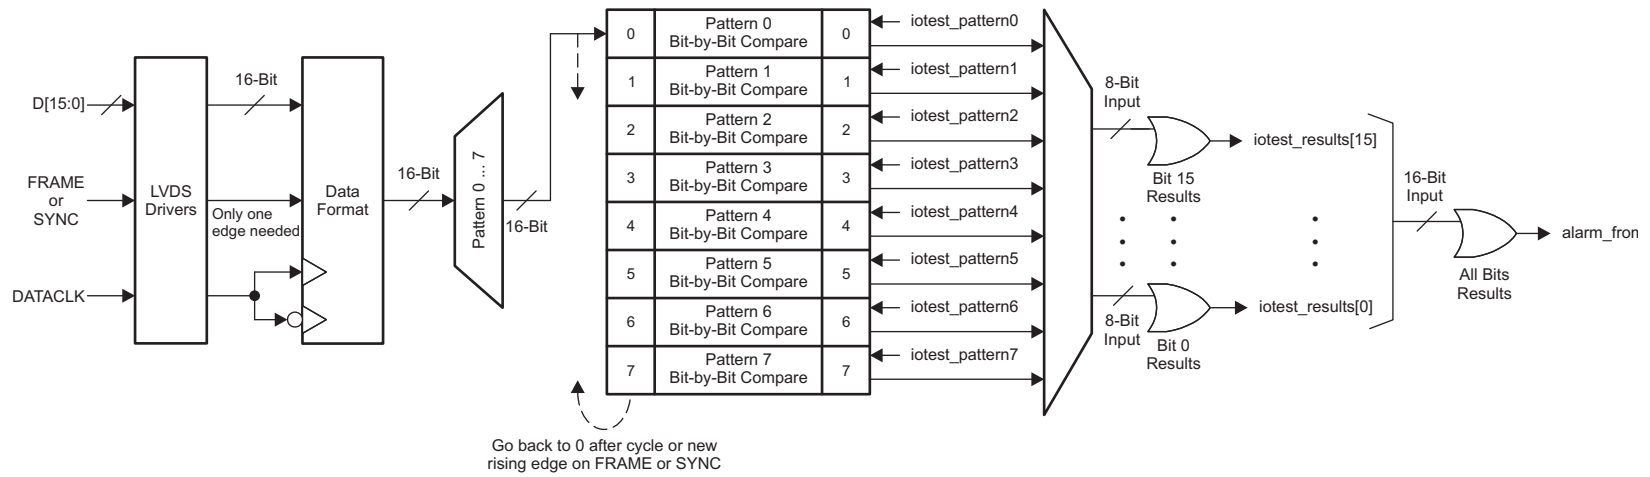 D[15:0]
FRAME
or
SYNC
DATACLK
LVDS
Drivers
16-Bit
Only one
edge needed
Data
Format
16-Bit
Pattern 0 ... 7
16-Bit
0
Pattern 0
Bit-by-Bit Compare
0
iotest_pattern0
1
Pattern 1
Bit-by-Bit Compare
1
iotest_pattern1
2
Pattern 2
Bit-by-Bit Compare
2
iotest_pattern2
3
Pattern 3
Bit-by-Bit Compare
3
iotest_pattern3
4
Pattern 4
Bit-by-Bit Compare
4
iotest_pattern4
5
Pattern 5
Bit-by-Bit Compare
5
iotest_pattern5
6
Pattern 6
Bit-by-Bit Compare
6
iotest_pattern6
7
Pattern 7
Bit-by-Bit Compare
7
iotest_pattern7
Go back to 0 after cycle or new
rising edge on FRAME or SYNC
8-Bit
Input
Bit 15
Results
iotest_results[15]
8-Bit
Input
Bit 0
Results
iotest_results[0]
16-Bit
Input
All Bits
Results